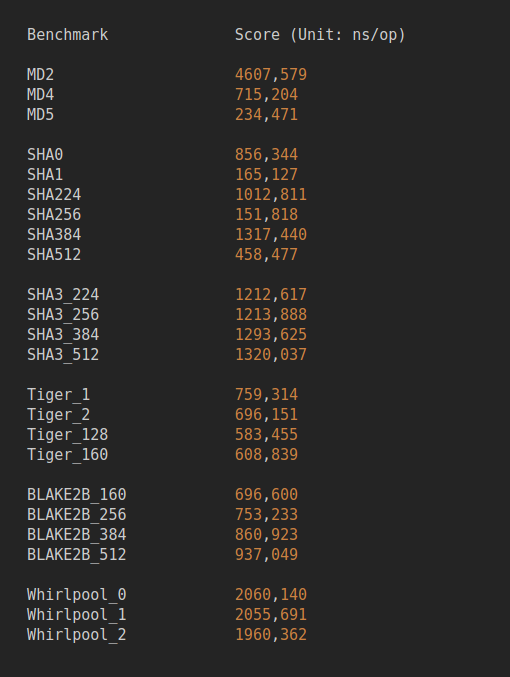 Benchmark Score (Unit: ns/op)
MD2 4607,579
MD4 715,204
MD5 234,471
SHA0 856,344
SHA1 165,127
SHA224 1012,811
SHA256 151,818
SHA384 1317,440
SHA512 458,477
SHA3_224 1212,617
SHA3_256 1213,888
SHA3_384 1293,625
SHA3_512 1320,037
Tiger_1 759,314
Tiger_2 696,151
Tiger_128 583,455
Tiger_160 608,839
BLAKE2B_160 696,600
BLAKE2B_256 753,233
BLAKE2B_384 860,923
BLAKE2B_512 937,049
Whirlpool_0 2060,140
Whirlpool_1 2055,691
Whirlpool_2 1960,362